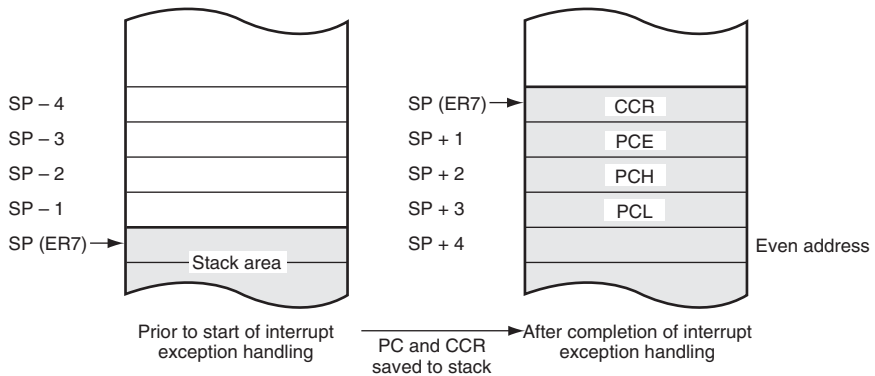 SP – 4
SP – 3
SP – 2
SP – 1
SP (ER7)
Stack area
SP (ER7)
SP + 1
SP + 2
SP + 3
SP + 4
CCR
PCE
PCH
PCL
Even address
Prior to start of interrupt
exception handling
PC and CCR
saved to stack
After completion of interrupt
exception handling